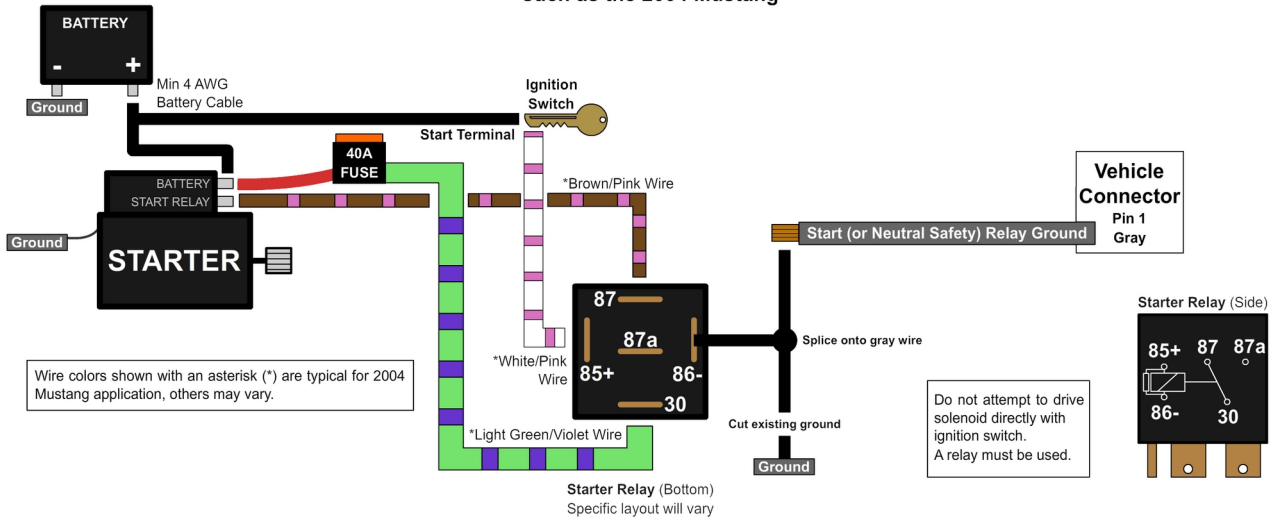 such as the 2004 Mustang
BATTERY
- +
Ground
Min 4 AWG
Battery Cable
Ignition
Switch
Start Terminal
40A
FUSE
BATTERY
START RELAY
*Brown/Pink Wire
Ground
STARTER
Vehicle
Connector
Pin 1
Gray
Start (or Neutral Safety) Relay Ground
87
87a
85+
86-
30
*White/Pink
Wire
Splice onto gray wire
Starter Relay (Side)
85+ 87 87a
86- 30
Wire colors shown with an asterisk (*) are typical for 2004
Mustang application, others may vary.
Do not attempt to drive
solenoid directly with
ignition switch.
A relay must be used.
Cut existing ground
*Light Green/Violet Wire
Ground
Starter Relay (Bottom)
Specific layout will vary